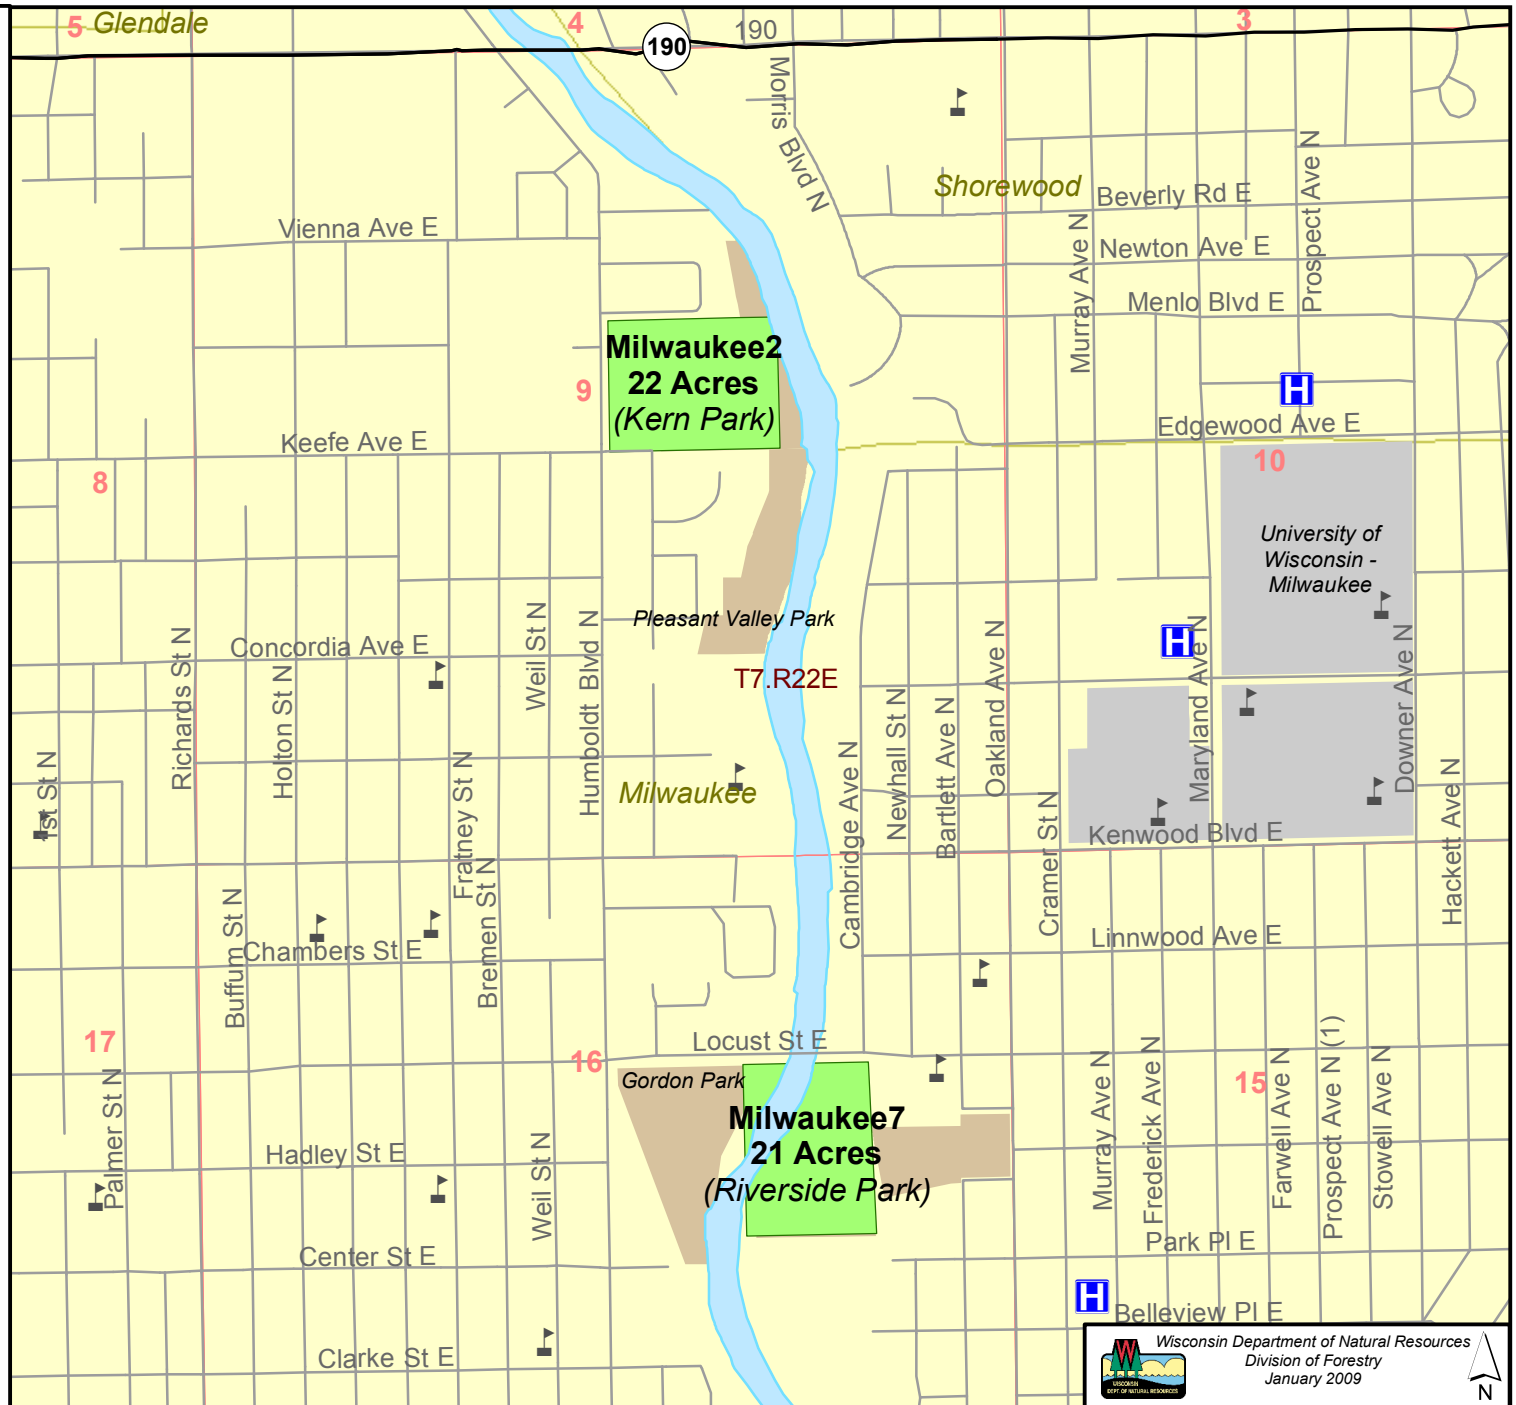 5 Glendale
4
190
190
3
Morris Blvd N
Shorewood
Beverly Rd E
Prospect Ave N
Vienna Ave E
Murray Ave N
Newton Ave E
Menlo Blvd E
Milwaukee2
22 Acres
(Kern Park)
9
H
Edgewood Ave E
Keefe Ave E
10
8
University of
Wisconsin -
Milwaukee
Pleasant Valley Park
H
Concordia Ave E
T7.R22E
Richards St N
Holton St N
Weil St N
Humboldt Blvd N
Oakland Ave N
Maryland Ave N
Downer Ave N
1st St N
Fratney St N
Milwaukee
Cambridge Ave N
Newhall St N
Bartlett Ave N
Cramer St N
Kenwood Blvd E
Hackett Ave N
Buffum St N
Chambers St E
Bremen St N
Linnwood Ave E
17
16
Locust St E
Gordon Park
15
Palmer St N
Milwaukee7
21 Acres
(Riverside Park)
Hadley St E
Weil St N
Murray Ave N
Frederick Ave N
Farwell Ave N
Prospect Ave N (1)
Stowell Ave N
Center St E
Park Pl E
H
Belleview Pl E
Clarke St E
Wisconsin Department of Natural Resources
Division of Forestry
January 2009
W
WISCONSIN
DEPT. OF NATURAL RESOURCES
N